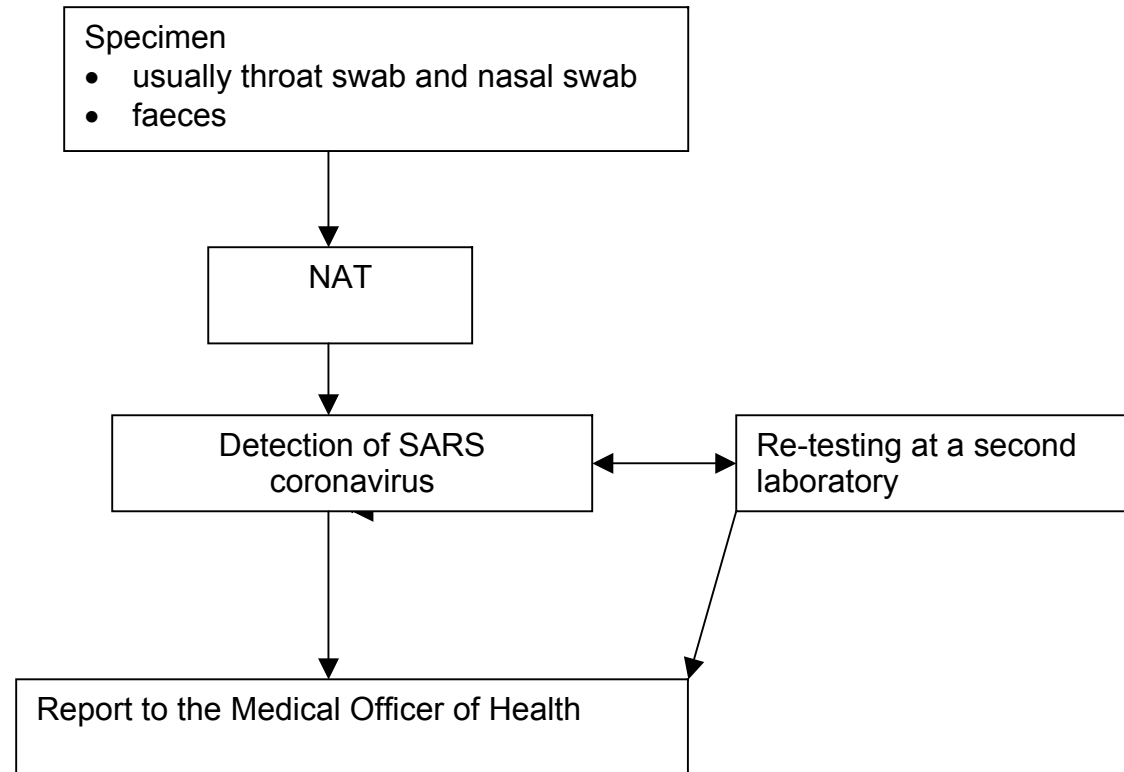 Specimen
• usually throat swab and nasal swab
• faeces
NAT
Detection of SARS
coronavirus
Re-testing at a second
laboratory
Report to the Medical Officer of Health